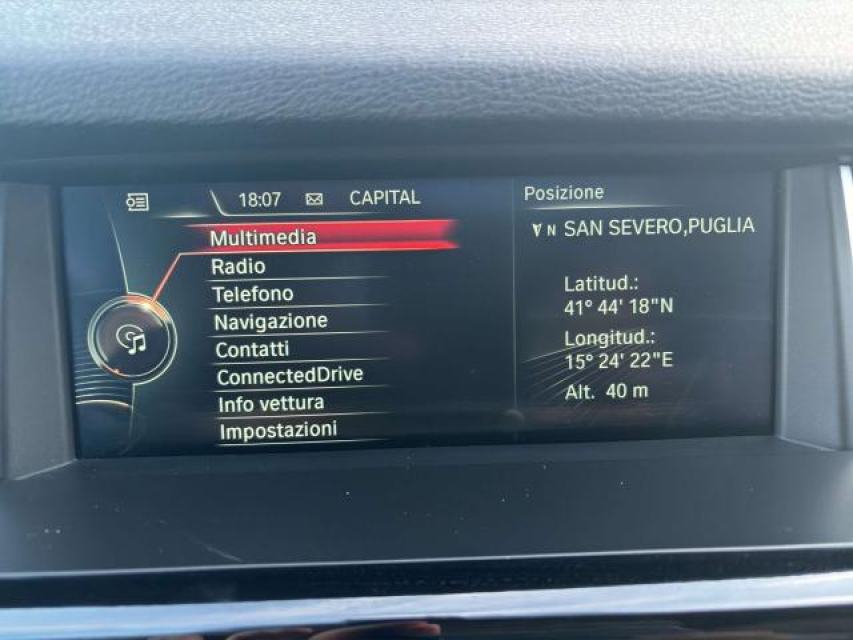 18:07 CAPITAL
Multimedia
Radio
Telefono
Navigazione
Contatti
ConnectedDrive
Info vettura
Impostazioni
Posizione
N SAN SEVERO,PUGLIA
Latitud.:
41° 44' 18"N
Longitud.:
15° 24' 22"E
Alt. 40 m